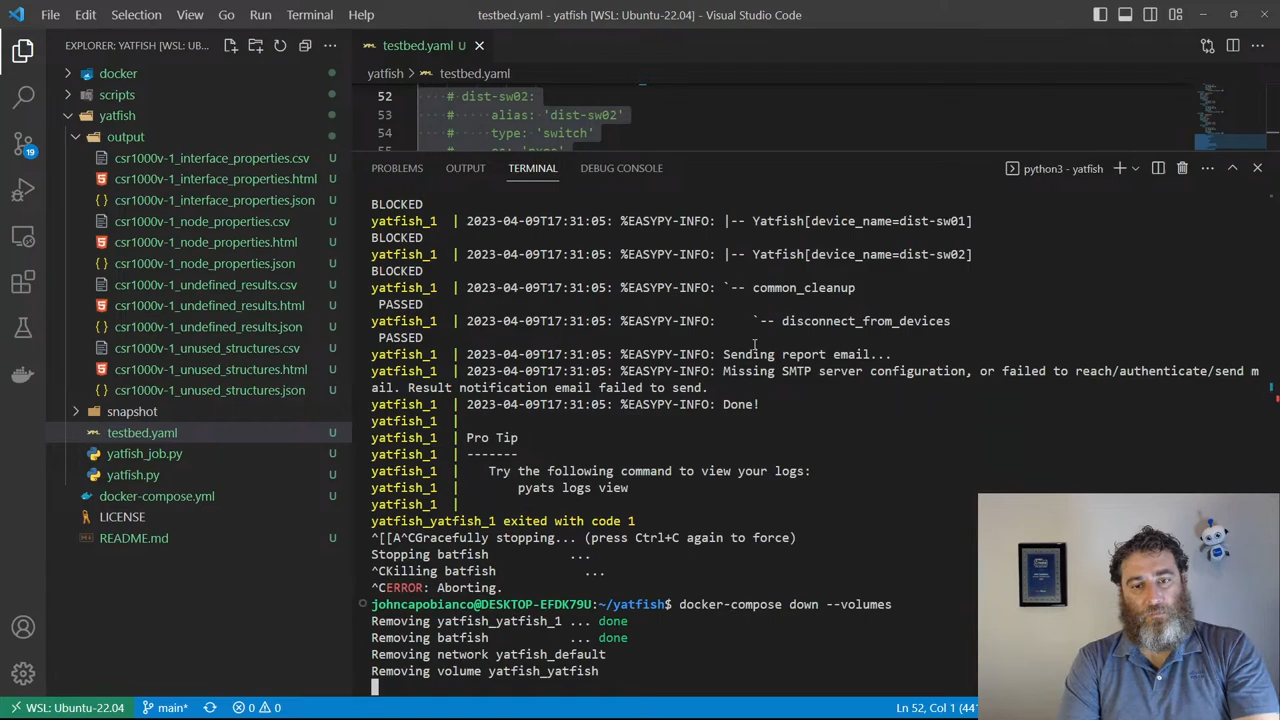 File Edit Selection View Go Run Terminal Help testbed.yaml - yatfish [WSL: Ubuntu-22.04] - Visual Studio Code
EXPLORER: YATFISH [WSL: UB...
docker
scripts
yatfish
output
csr1000v-1_interface_properties.csv
csr1000v-1_interface_properties.html
csr1000v-1_interface_properties.json
csr1000v-1_node_properties.csv
csr1000v-1_node_properties.html
csr1000v-1_node_properties.json
csr1000v-1_undefined_results.csv
csr1000v-1_undefined_results.html
csr1000v-1_undefined_results.json
csr1000v-1_unused_structures.csv
csr1000v-1_unused_structures.html
csr1000v-1_unused_structures.json
snapshot
testbed.yaml U
yatfish_job.py U
yatfish.py U
docker-compose.yml U
LICENSE
README.md U
19
testbed.yaml U
yatfish > testbed.yaml
52 # dist-sw02:
53 # alias: 'dist-sw02'
54 # type: 'switch'
55
PROBLEMS OUTPUT TERMINAL DEBUG CONSOLE python3 - yatfish
BLOCKED
yatfish_1 | 2023-04-09T17:31:05: %EASYPY-INFO: |-- Yatfish[device_name=dist-sw01]
BLOCKED
yatfish_1 | 2023-04-09T17:31:05: %EASYPY-INFO: |-- Yatfish[device_name=dist-sw02]
BLOCKED
yatfish_1 | 2023-04-09T17:31:05: %EASYPY-INFO: `-- common_cleanup
PASSED
yatfish_1 | 2023-04-09T17:31:05: %EASYPY-INFO: `-- disconnect_from_devices
PASSED
yatfish_1 | 2023-04-09T17:31:05: %EASYPY-INFO: Sending report email...
yatfish_1 | 2023-04-09T17:31:05: %EASYPY-INFO: Missing SMTP server configuration, or failed to reach/authenticate/send m
ail. Result notification email failed to send.
yatfish_1 | 2023-04-09T17:31:05: %EASYPY-INFO: Done!
yatfish_1 |
yatfish_1 | Pro Tip
yatfish_1 | -------
yatfish_1 | Try the following command to view your logs:
yatfish_1 | pyats logs view
yatfish_1 |
yatfish_yatfish_1 exited with code 1
^[[A^CGracefully stopping... (press Ctrl+C again to force)
Stopping batfish ...
^CKilling batfish ...
^CERROR: Aborting.
johncapobianco@DESKTOP-EFDK79U:~/yatfish$ docker-compose down --volumes
Removing yatfish_yatfish_1 ... done
Removing batfish ... done
Removing network yatfish_default
Removing volume yatfish_yatfish
WSL: Ubuntu-22.04 main* 0 0 Ln 52, Col 1 (441